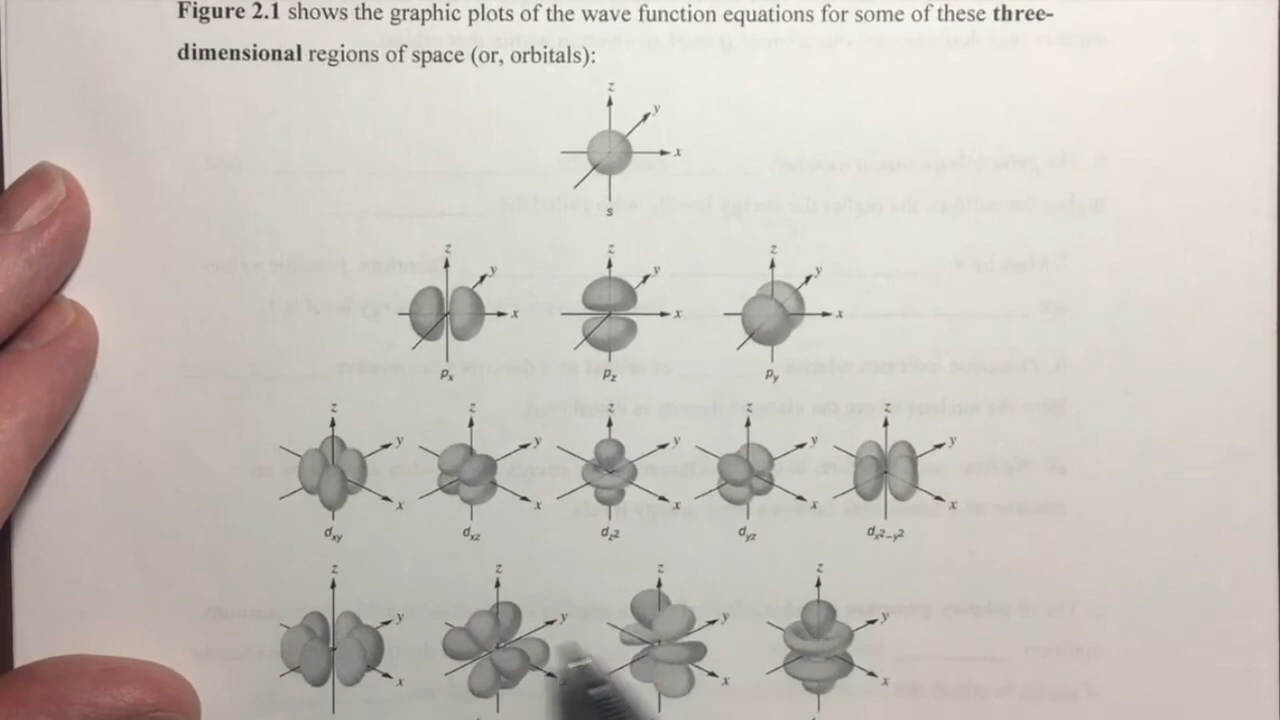 Figure 2.1 shows the graphic plots of the wave function equations for some of these three-
dimensional regions of space (or, orbitals):
z
y
x
s
z y x z y x z y x
pₓ p_z p_y
z y x z y x z y x z y x z y x
d_xy d_xz d_z² d_yz d_x²–y²
z y x z y x z y x z y x